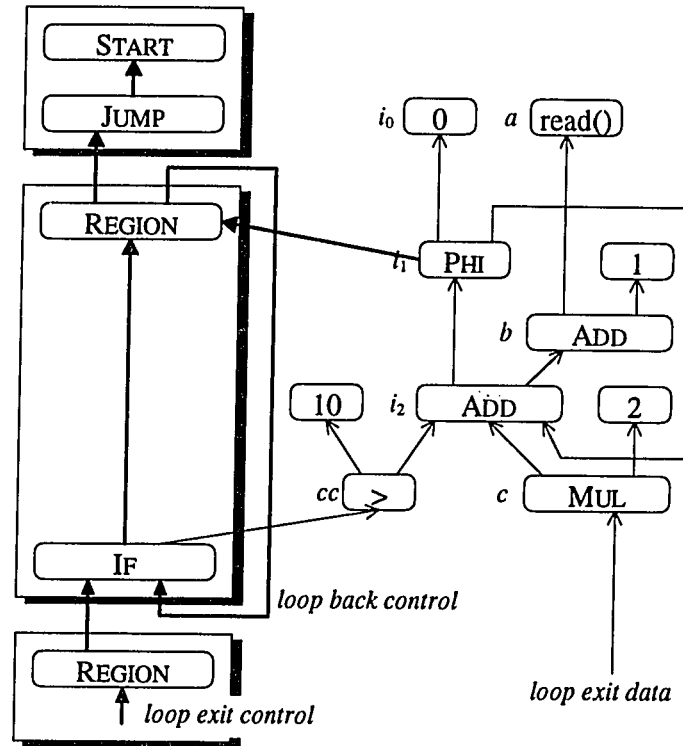 START
JUMP
i0 0
a read()
REGION
i1 PHI
1
b ADD
10
i2 ADD
2
cc >
c MUL
IF
loop back control
REGION
loop exit control
loop exit data